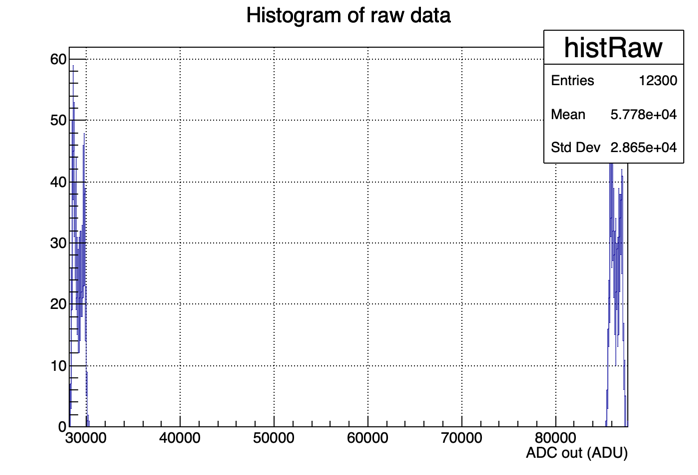 Histogram of raw data
histRaw
Entries 12300
Mean 5.778e+04
Std Dev 2.865e+04
60
50
40
30
20
10
0
30000 40000 50000 60000 70000 80000
ADC out (ADU)